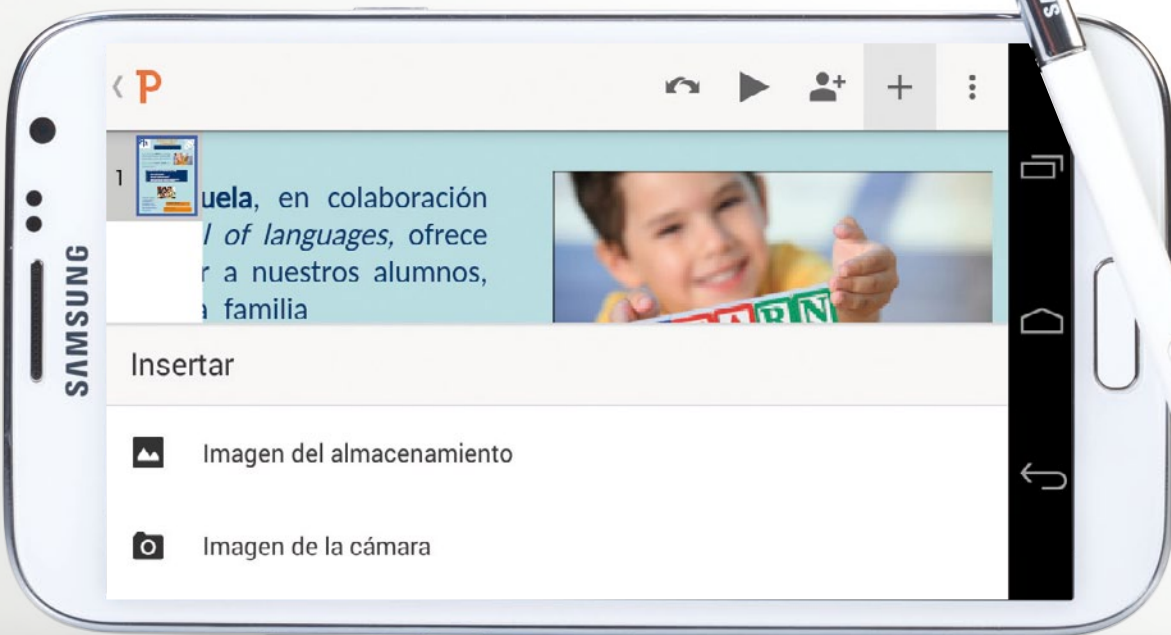 P
1
uela, en colaboración
l of languages, ofrece
r a nuestros alumnos,
a familia
LEARN
Insertar
Imagen del almacenamiento
Imagen de la cámara
SAMSUNG